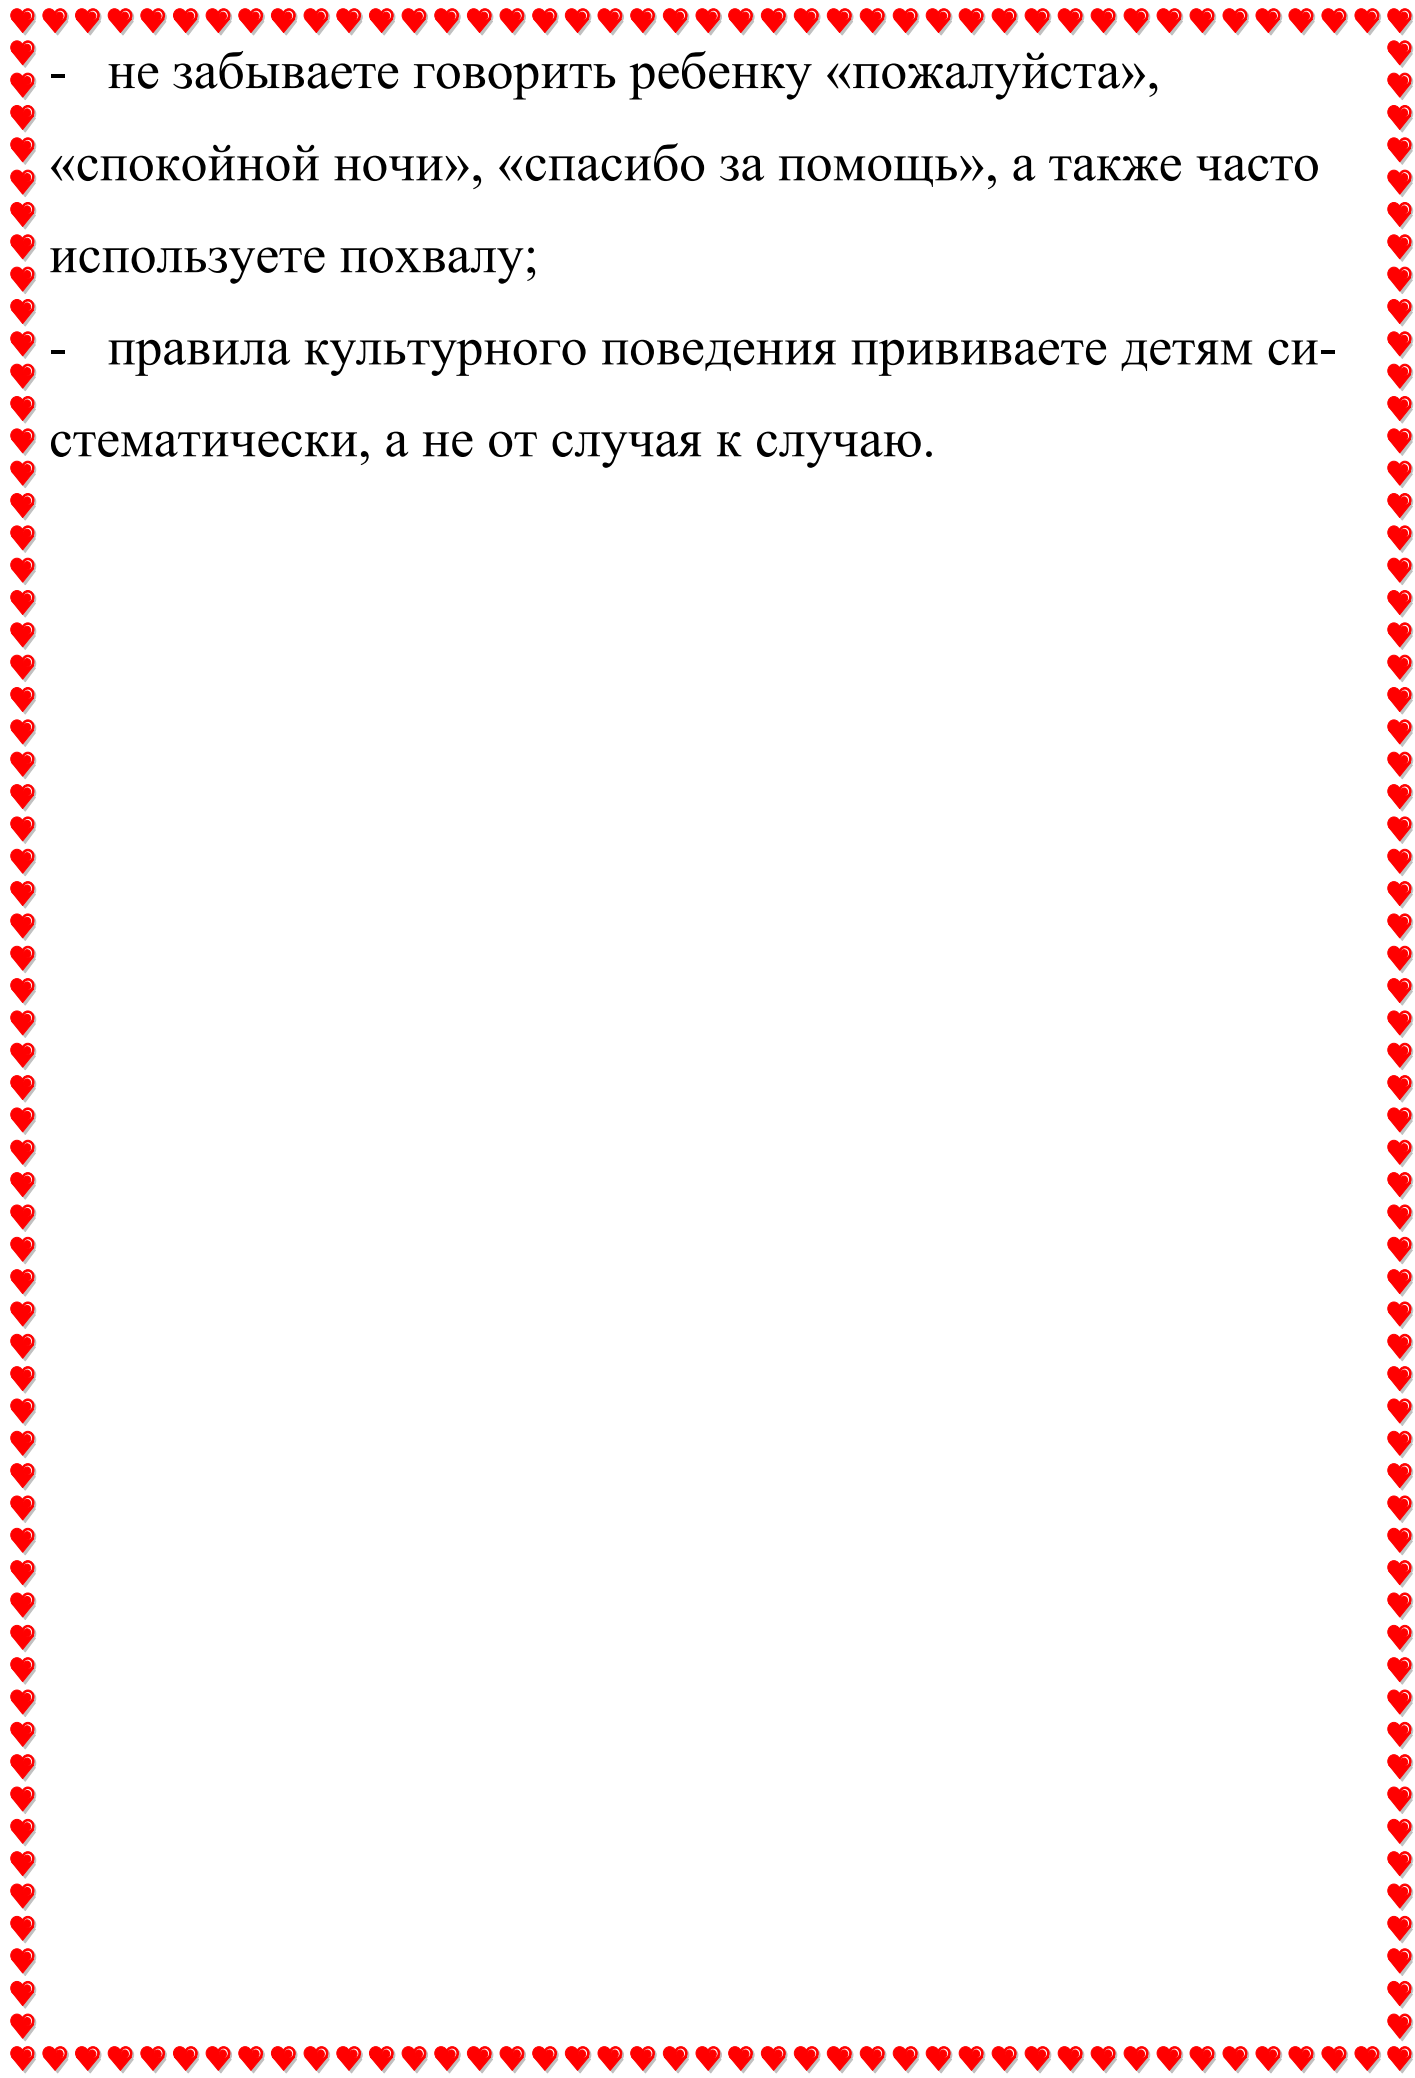 - не забываете говорить ребенку «пожалуйста»,
«спокойной ночи», «спасибо за помощь», а также часто
используете похвалу;
- правила культурного поведения прививаете детям си-
стематически, а не от случая к случаю.